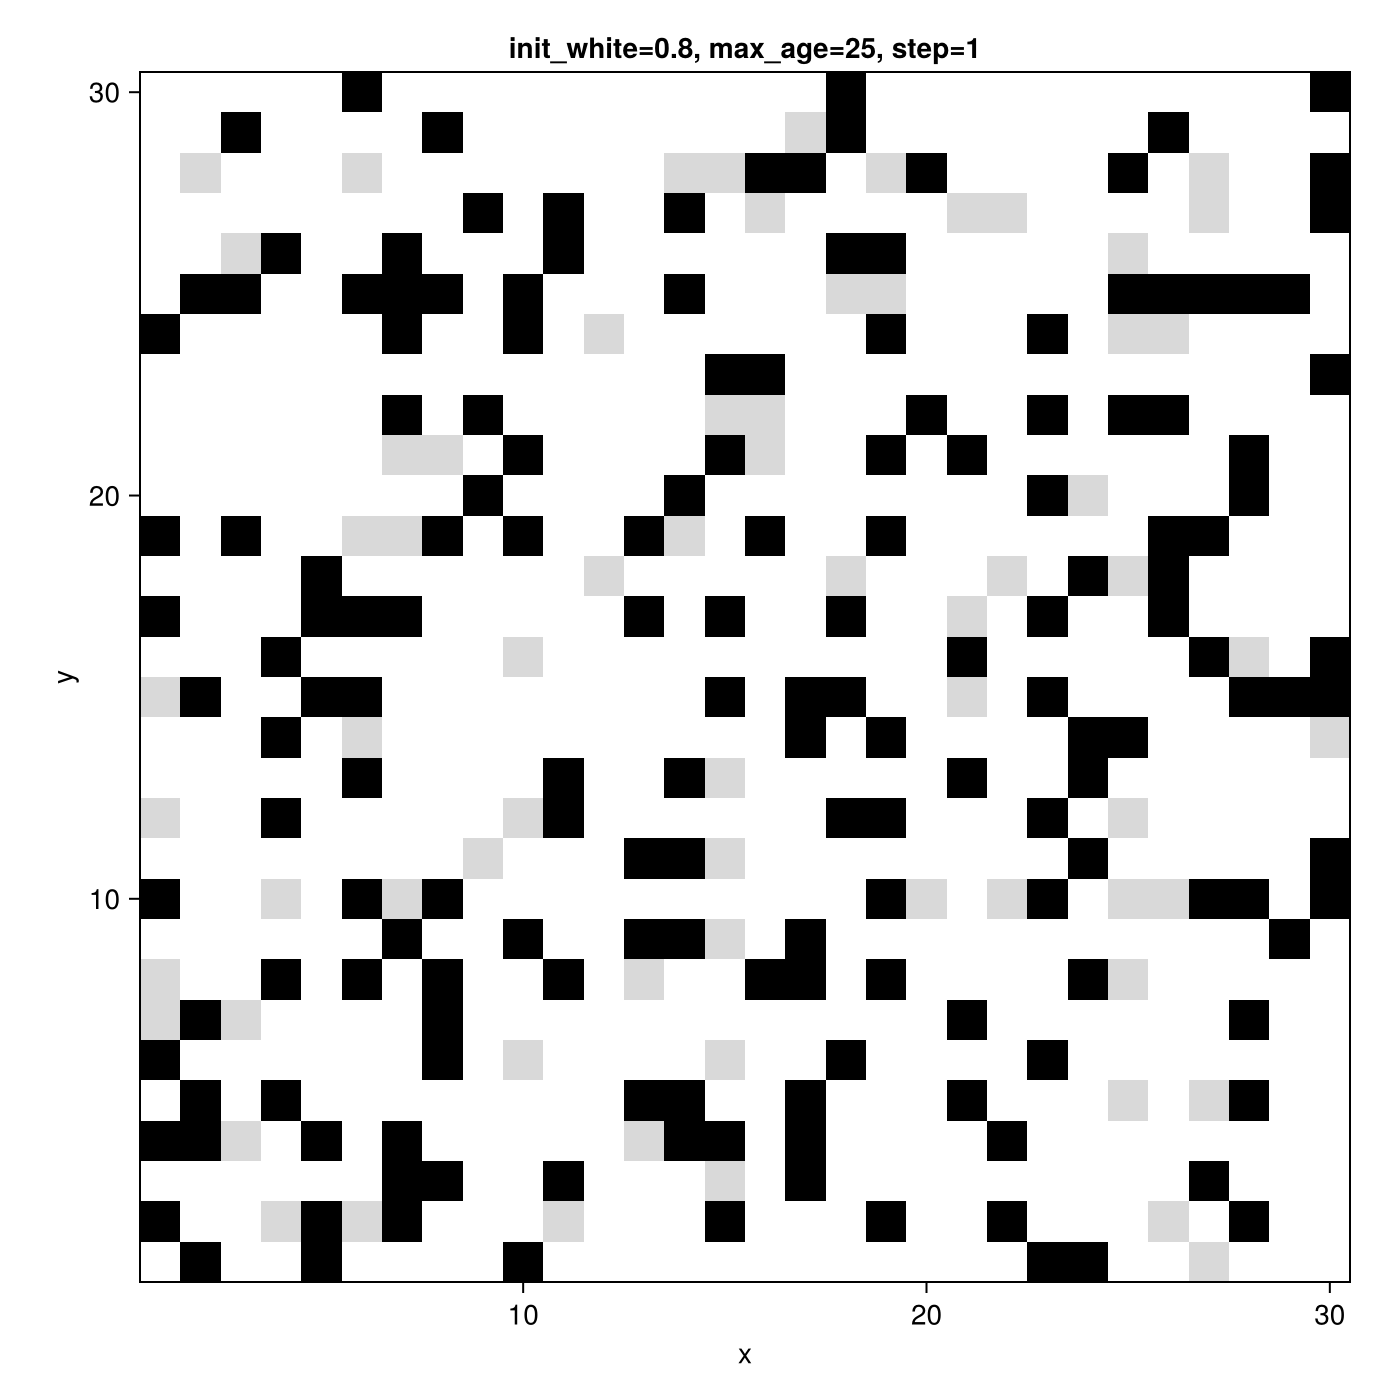 init_white=0.8, max_age=25, step=1
30
20
10
y
10 20 30
x